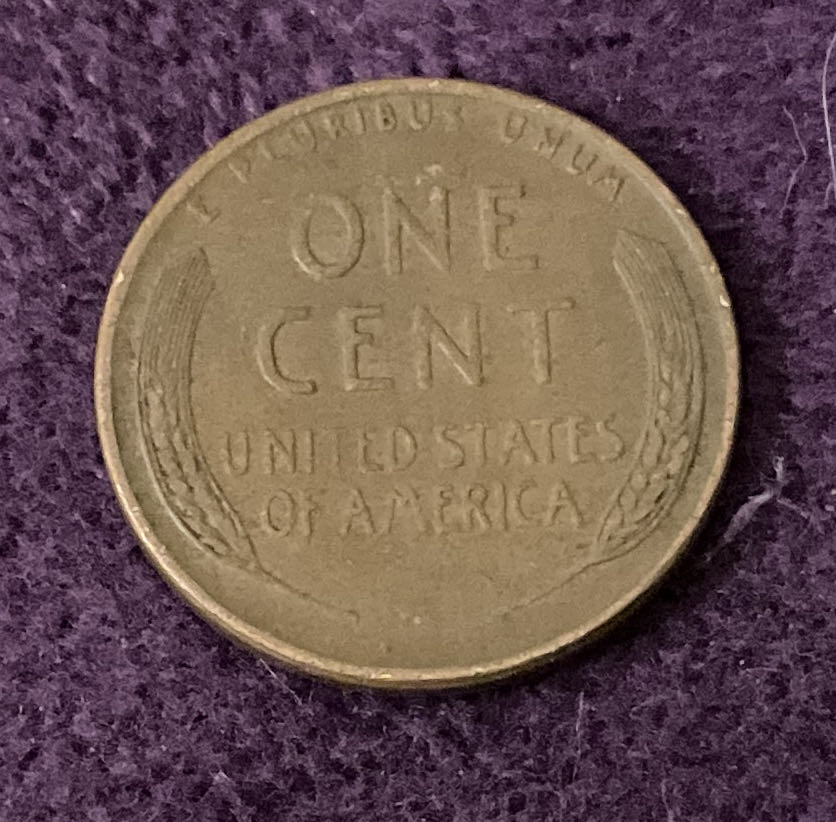 E PLURIBUS UNUM
ONE
CENT
UNITED STATES
OF AMERICA